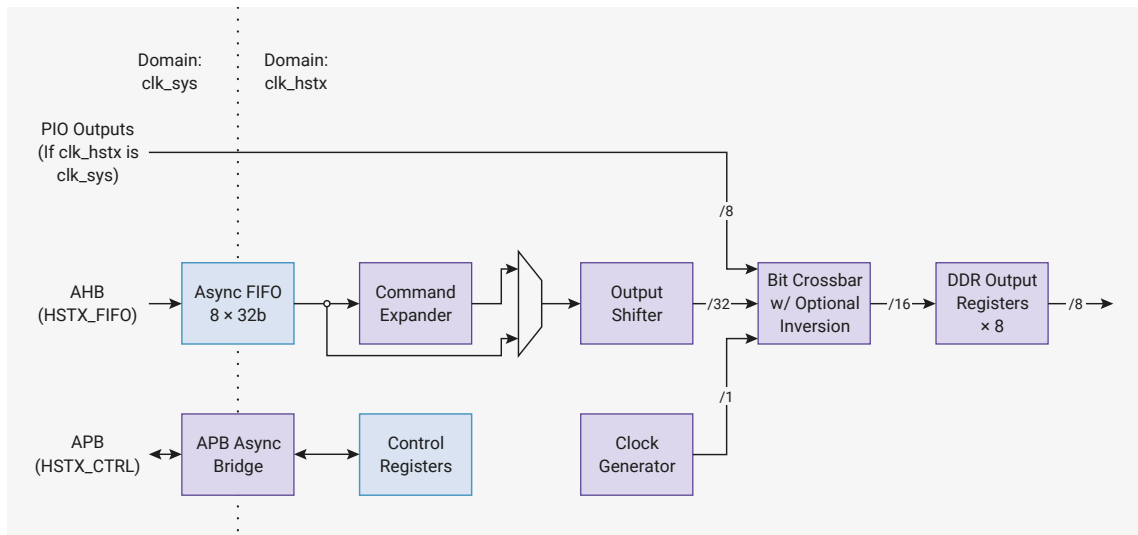 Domain:
clk_sys
Domain:
clk_hstx
PIO Outputs
(If clk_hstx is
clk_sys)
/8
AHB
(HSTX_FIFO)
Async FIFO
8 × 32b
Command
Expander
Output
Shifter
/32
Bit Crossbar
w/ Optional
Inversion
/16
DDR Output
Registers
× 8
/8
/1
APB
(HSTX_CTRL)
APB Async
Bridge
Control
Registers
Clock
Generator